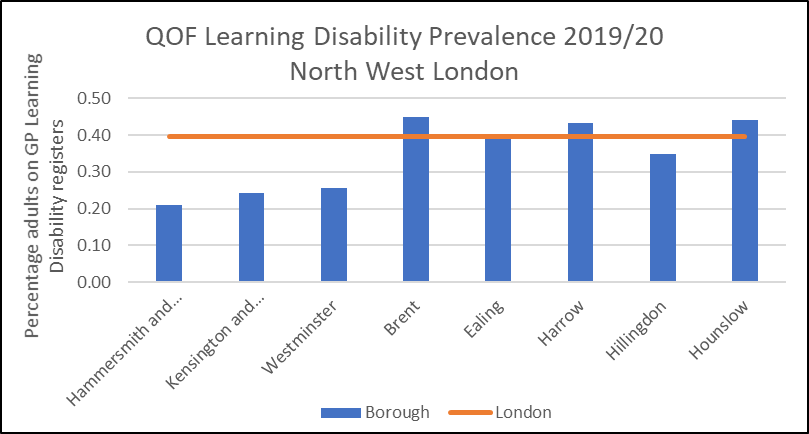 QOF Learning Disability Prevalence 2019/20
North West London
Percentage adults on GP Learning
Disability registers
0.50
0.40
0.30
0.20
0.10
0.00
Hammersmith and...
Kensington and...
Westminster
Brent
Ealing
Harrow
Hillingdon
Hounslow
Borough
London